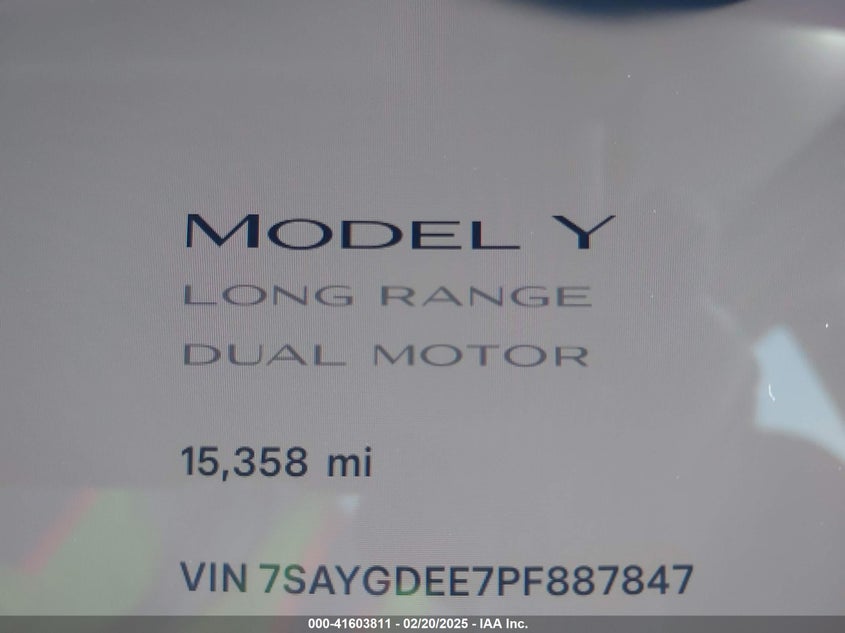 MODEL Y
LONG RANGE
DUAL MOTOR
15,358 mi
VIN 7SAYGDEE7PF887847
000-41603811 - 02/20/2025 - IAA Inc.